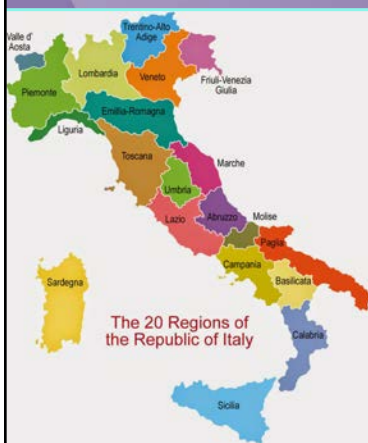 Trentino-Alto
Adige
Valle d'
Aosta
Lombardia
Veneto
Friuli-Venezia
Giulia
Piemonte
Emillia-Romagna
Liguria
Toscana
Marche
Umbria
Lazio
Abruzzo
Molise
Paglia
Campania
Basilicata
Sardegna
The 20 Regions of
the Republic of Italy
Calabria
Sicilia